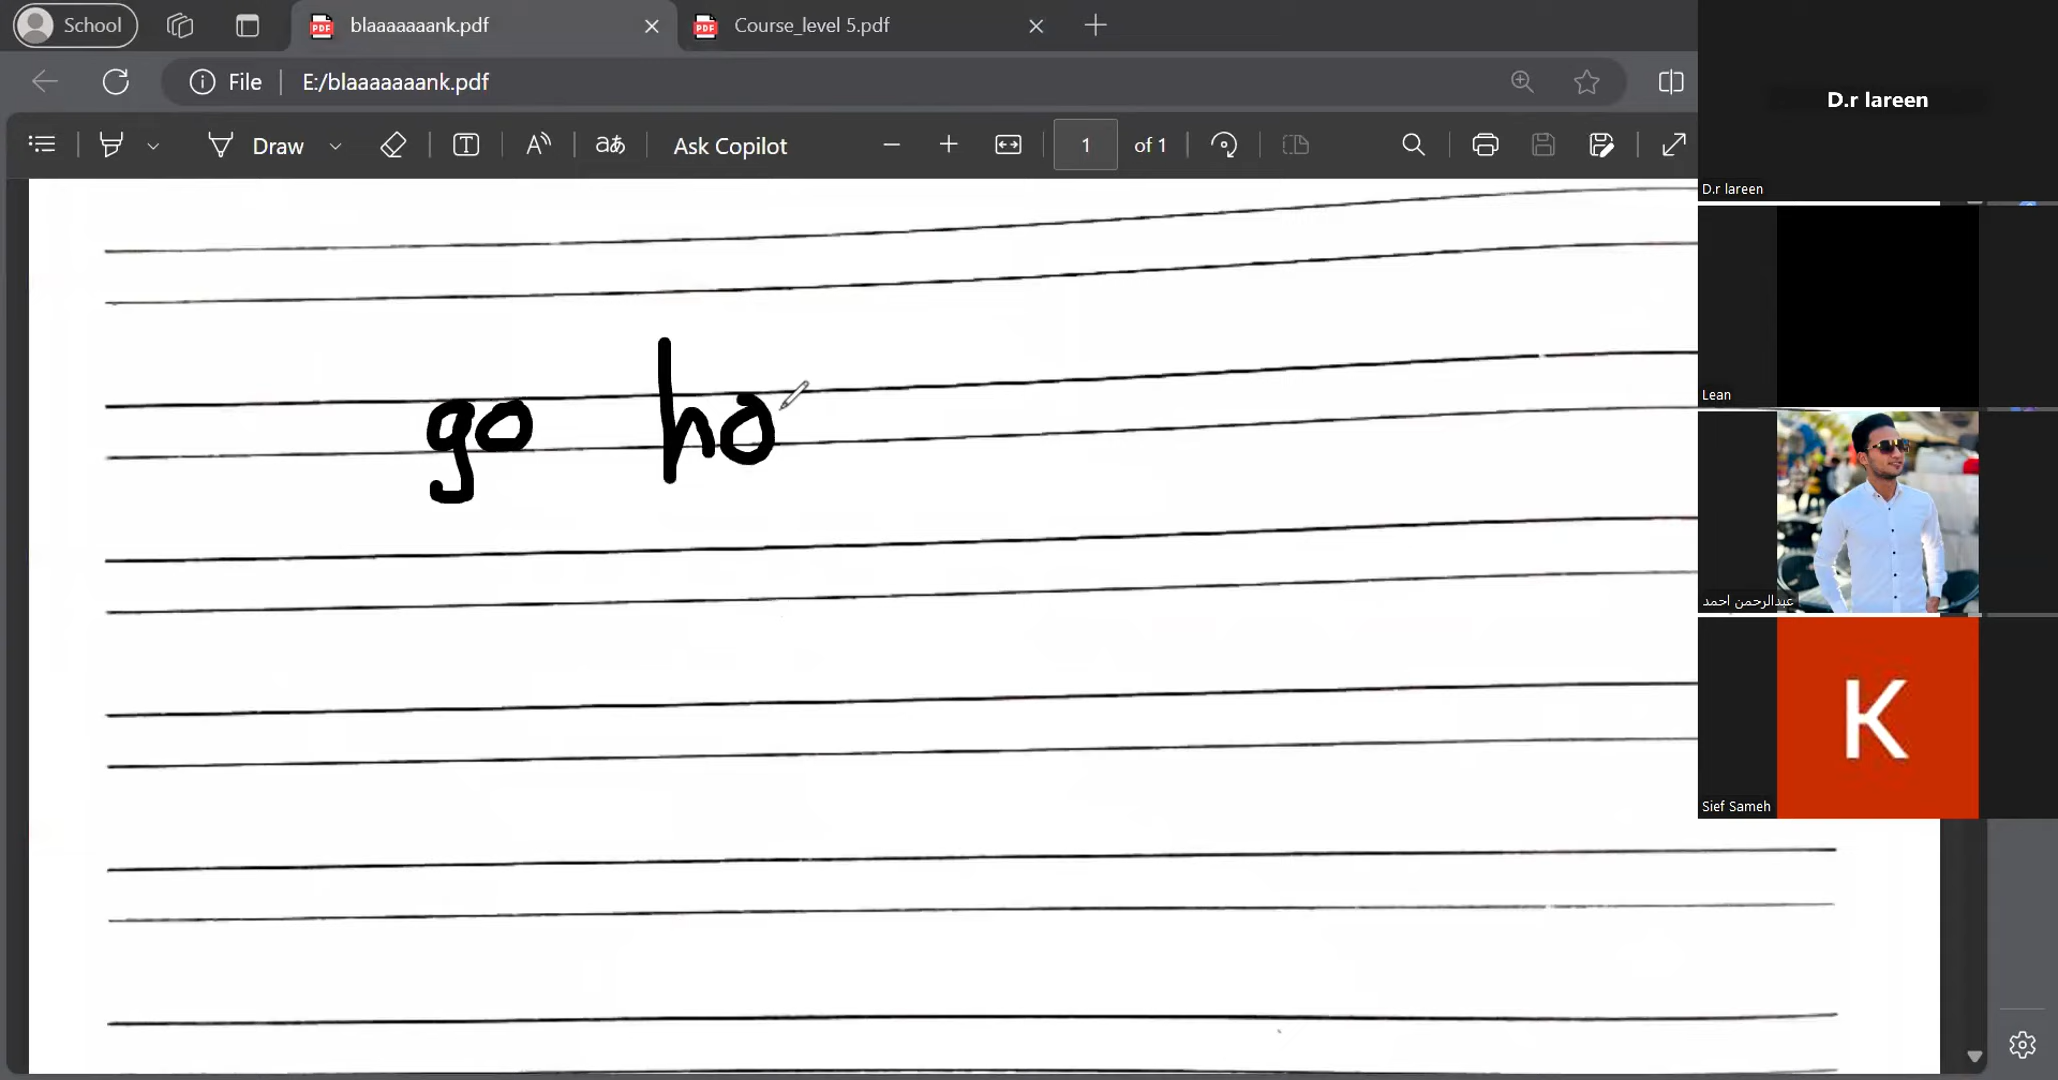 School blaaaaaaank.pdf Course_level 5.pdf
File E:/blaaaaaaank.pdf
Draw Ask Copilot 1 of 1
go ho
D.r lareen
D.r lareen
Lean
عبدالرحمن احمد
K
Sief Sameh